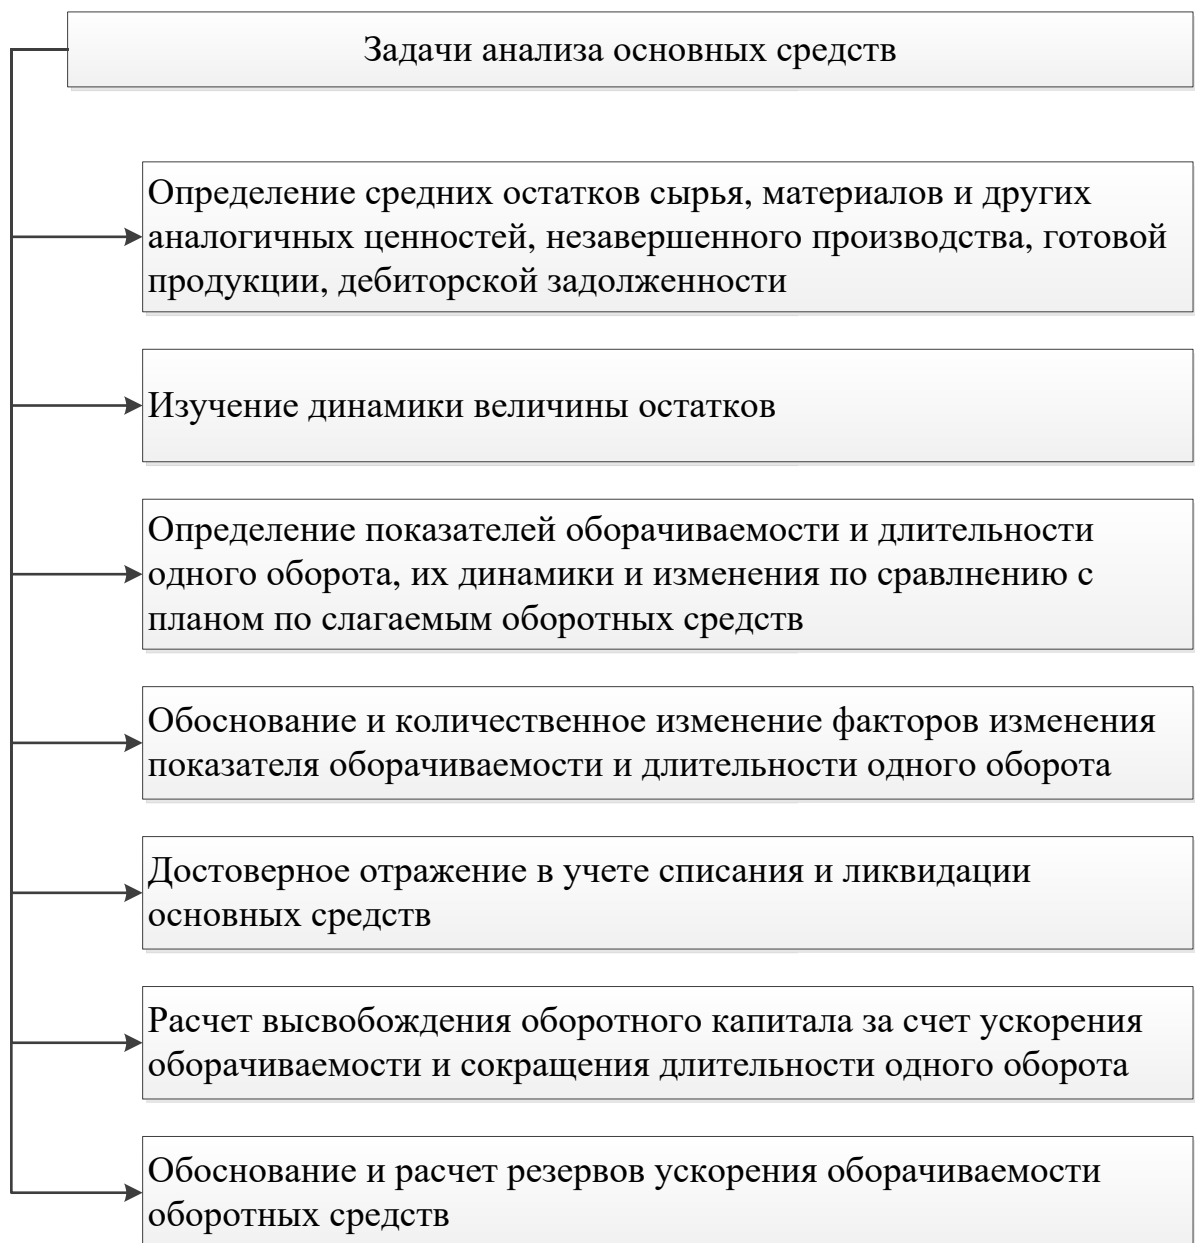 Задачи анализа основных средств
Определение средних остатков сырья, материалов и других
аналогичных ценностей, незавершенного производства, готовой
продукции, дебиторской задолженности
Изучение динамики величины остатков
Определение показателей оборачиваемости и длительности
одного оборота, их динамики и изменения по сравлнению с
планом по слагаемым оборотных средств
Обоснование и количественное изменение факторов изменения
показателя оборачиваемости и длительности одного оборота
Достоверное отражение в учете списания и ликвидации
основных средств
Расчет высвобождения оборотного капитала за счет ускорения
оборачиваемости и сокращения длительности одного оборота
Обоснование и расчет резервов ускорения оборачиваемости
оборотных средств